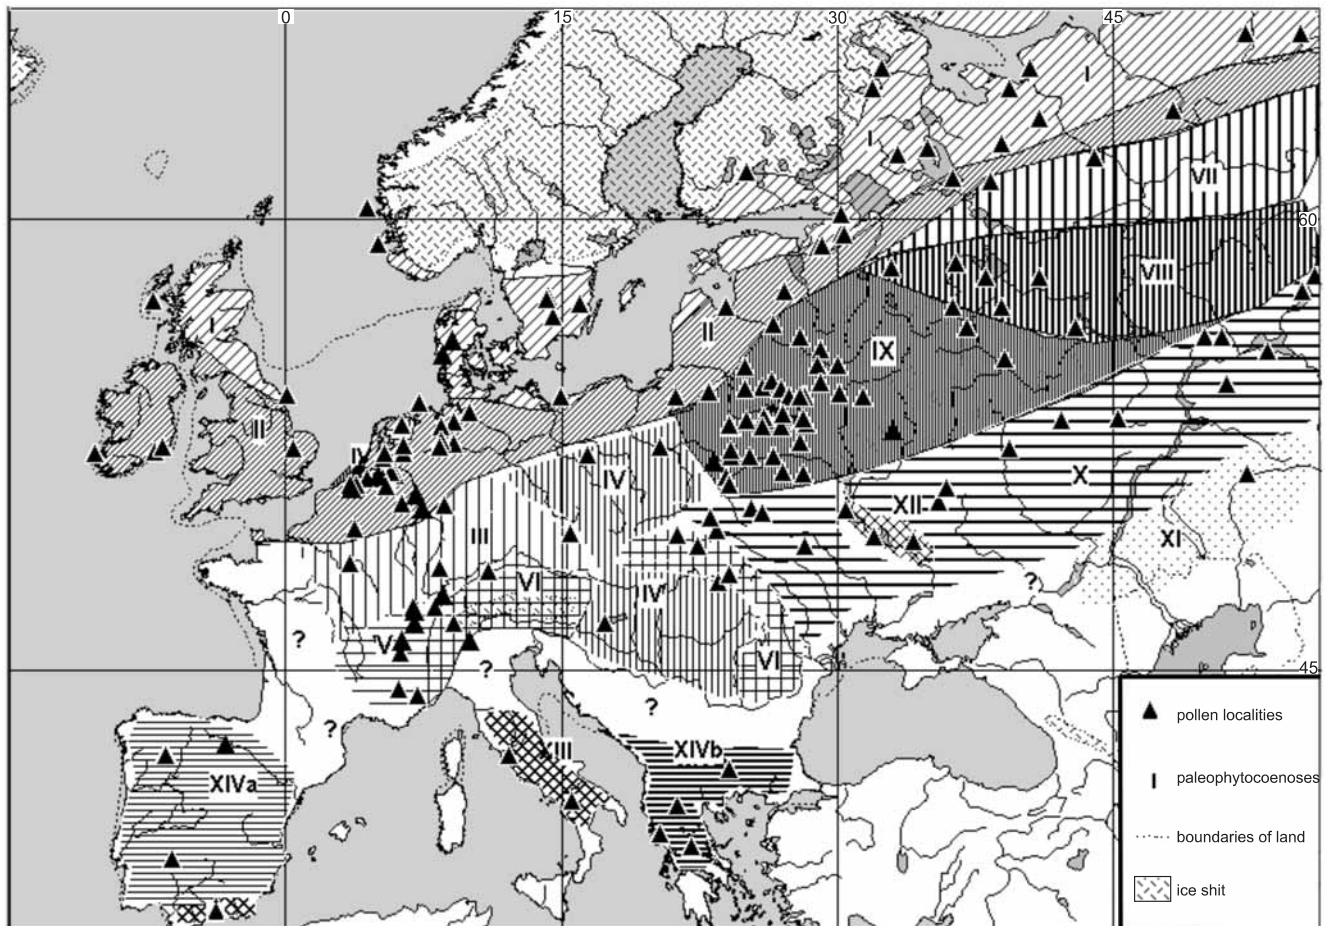 0 15 30 45
I
I
VII
60
VIII
I
II
IX
II
IV
IV
X
XII
III
XI
VI
IV
?
?
V
VI
?
45
?
?
XIII
XIVb
XIVa
pollen localities
I paleophytocoenoses
boundaries of land
ice shit